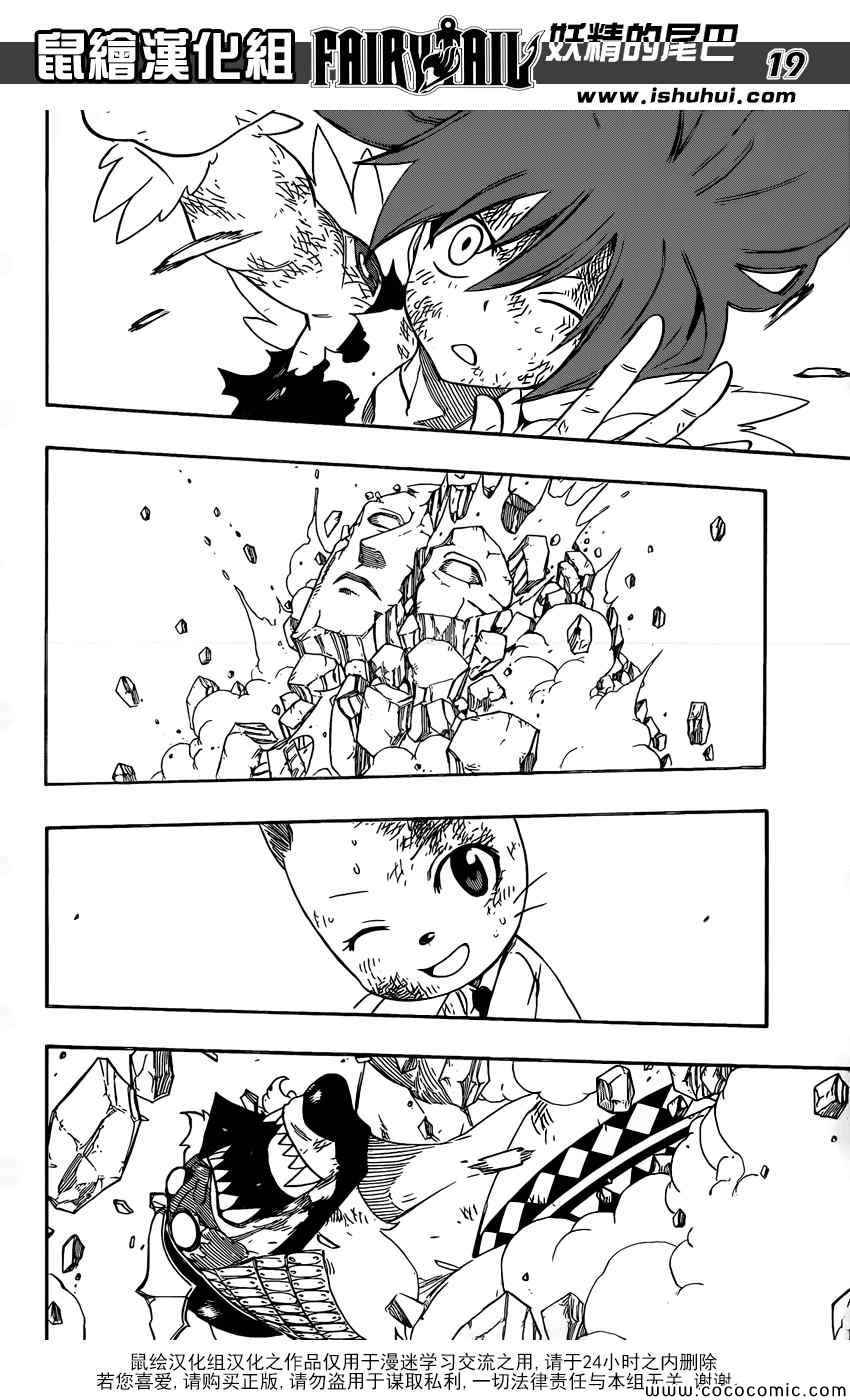 鼠繪漢化組 FAIRY TAIL 妖精的尾巴 19
www.ishuhui.com
鼠绘汉化组汉化之作品仅用于漫迷学习交流之用, 请于24小时之内删除
若您喜爱, 请购买正版, 请勿用于谋取私利, 一切法律责任与本组无关, 谢谢。
www.cococomic.com